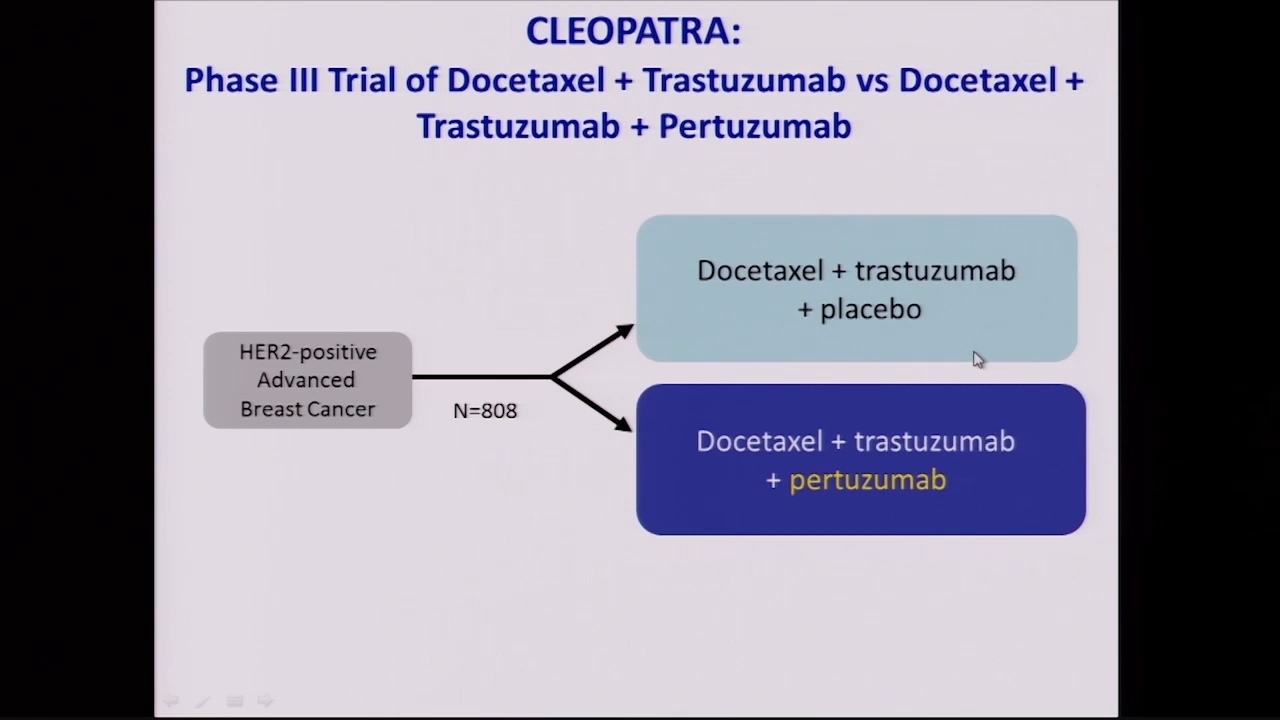 CLEOPATRA:
Phase III Trial of Docetaxel + Trastuzumab vs Docetaxel +
Trastuzumab + Pertuzumab
Docetaxel + trastuzumab
+ placebo
HER2-positive
Advanced
Breast Cancer
N=808
Docetaxel + trastuzumab
+ pertuzumab